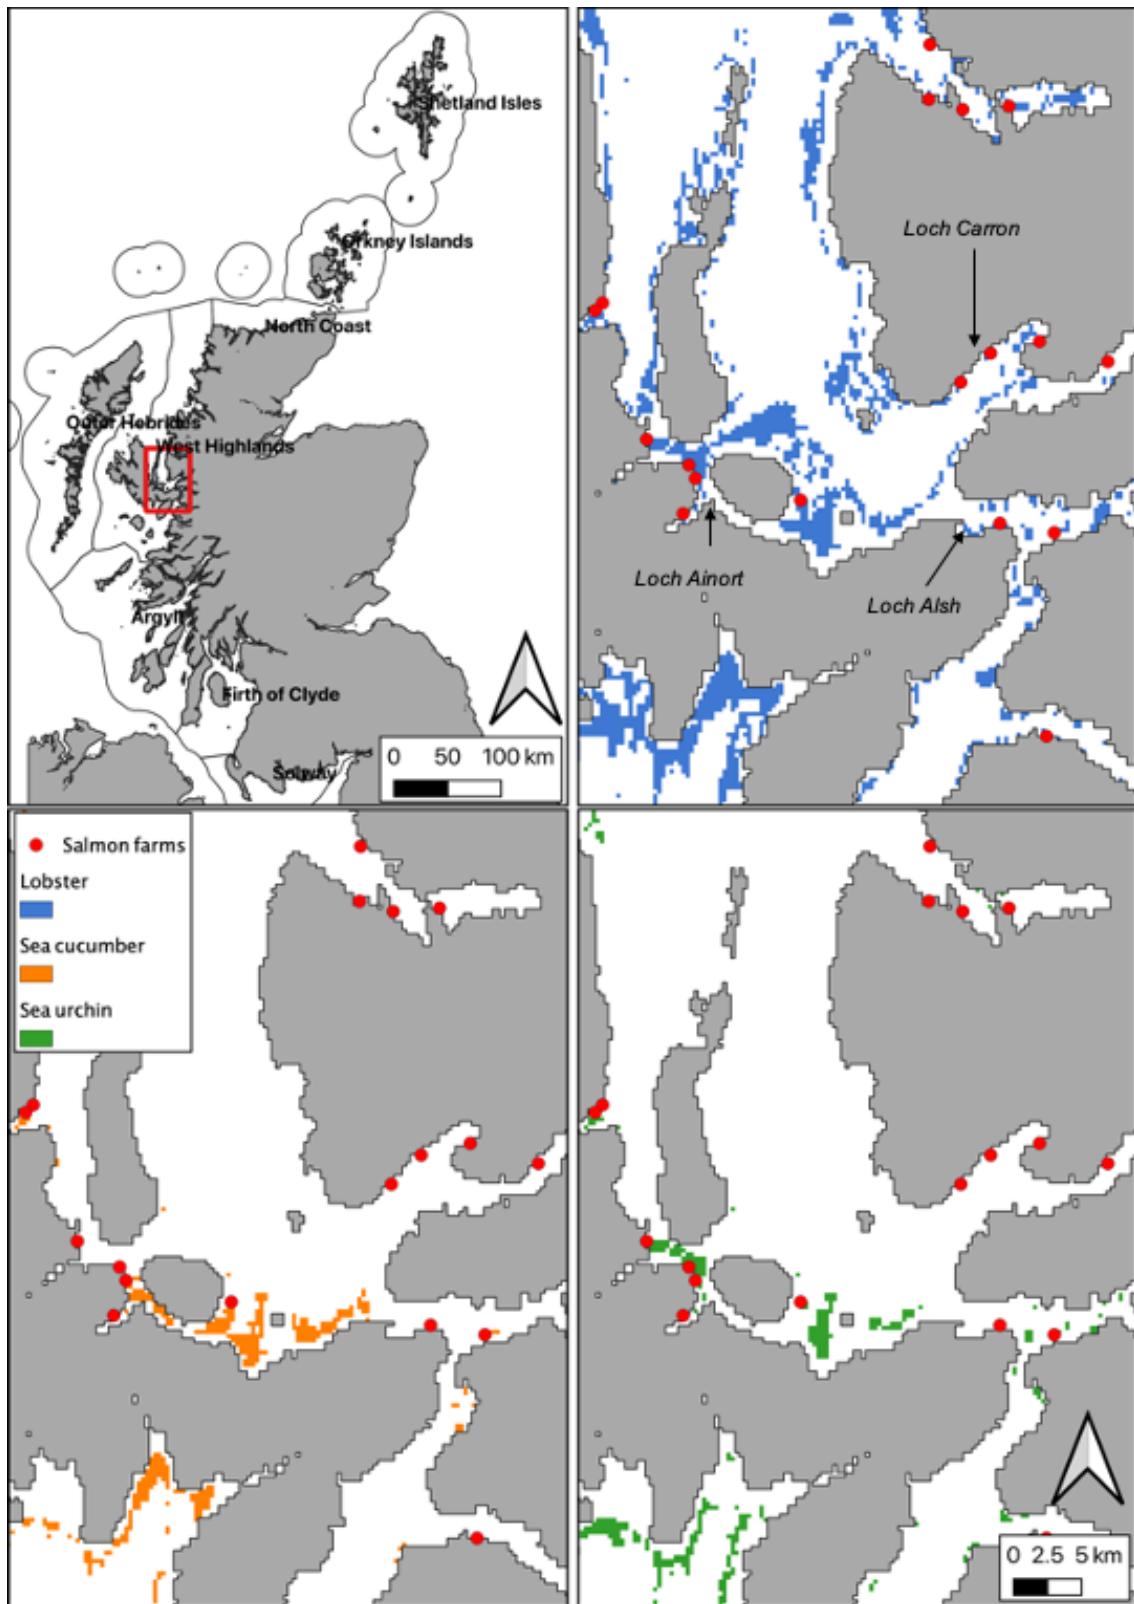 Shetland Isles
Orkney Islands
North Coast
Outer Hebrides
West Highlands
Argyll
Firth of Clyde
Solway
0 50 100 km
Loch Carron
Loch Ainort
Loch Alsh
Salmon farms
Lobster
Sea cucumber
Sea urchin
0 2.5 5 km